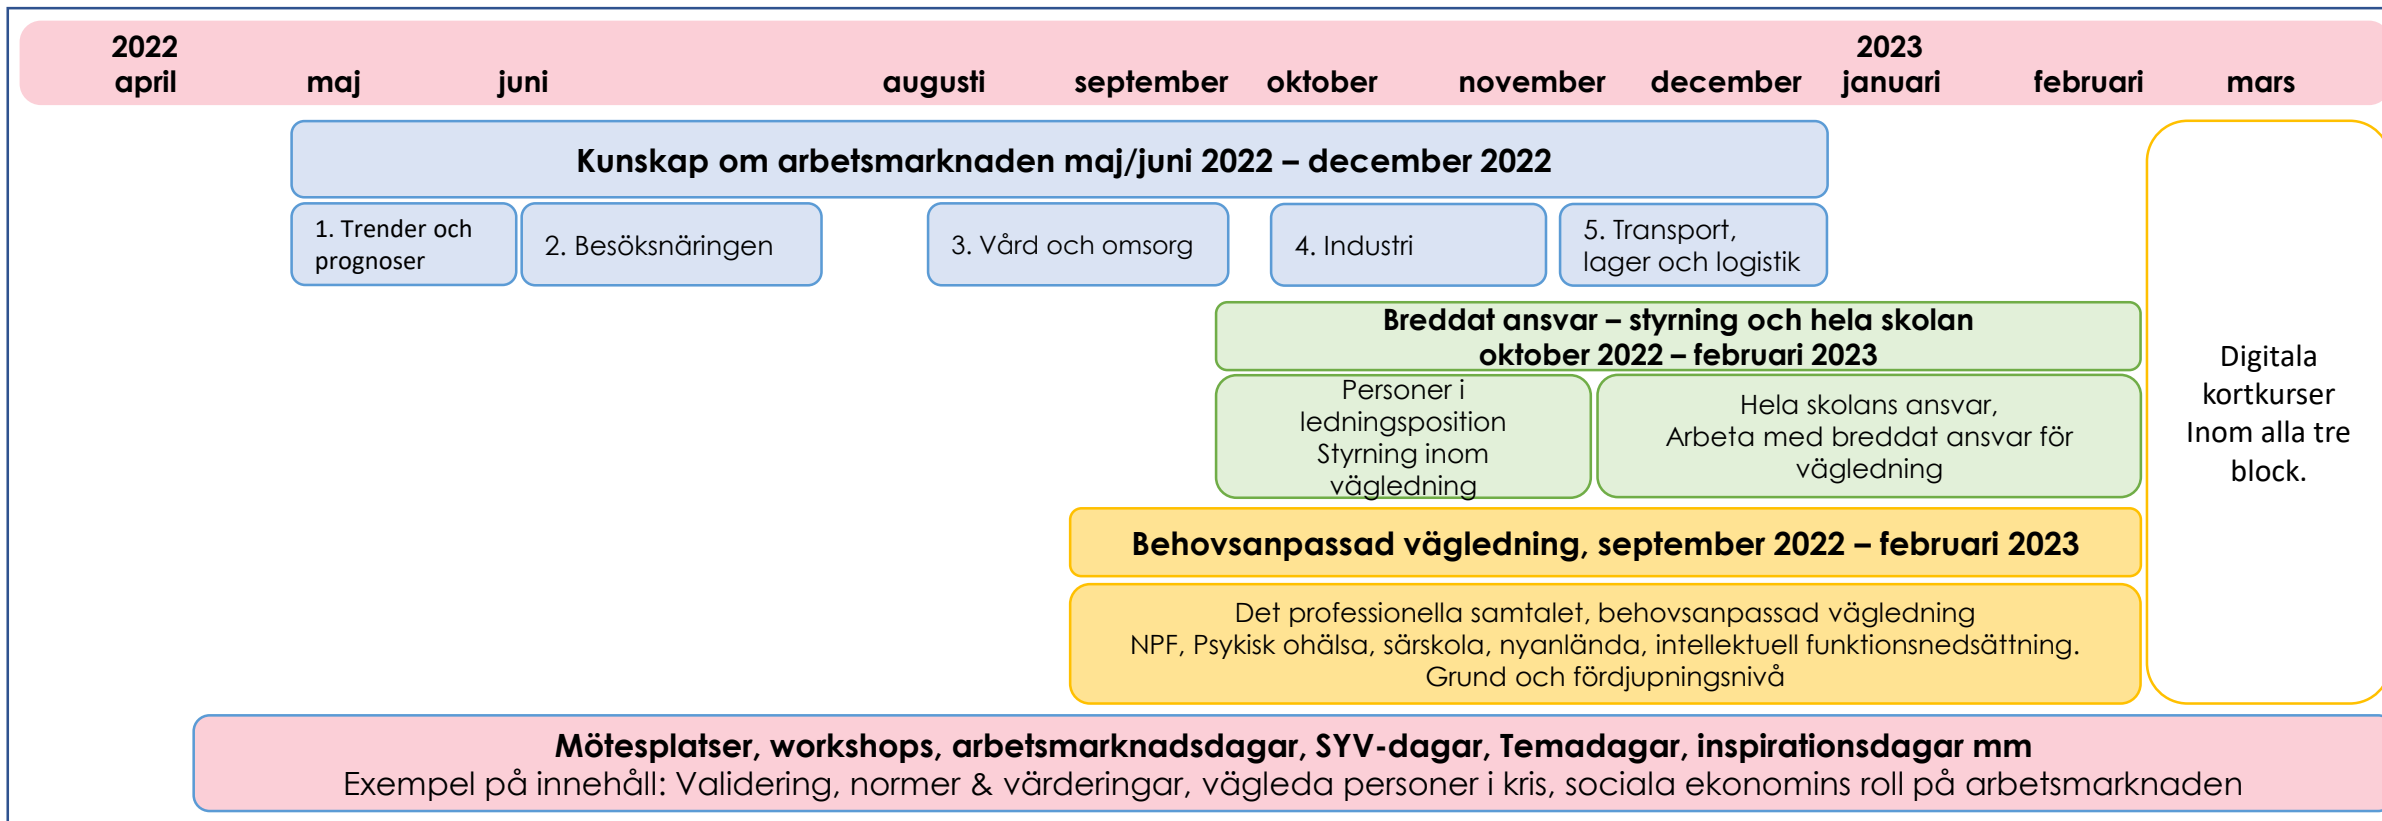 2022
april
maj
juni
augusti
september
oktober
november
december
2023
januari
februari
mars
Kunskap om arbetsmarknaden maj/juni 2022 – december 2022
1. Trender och
prognoser
2. Besöksnäringen
3. Vård och omsorg
4. Industri
5. Transport,
lager och logistik
Breddat ansvar – styrning och hela skolan
oktober 2022 – februari 2023
Personer i
ledningsposition
Styrning inom
vägledning
Hela skolans ansvar,
Arbeta med breddat ansvar för
vägledning
Digitala
kortkurser
Inom alla tre
block.
Behovsanpassad vägledning, september 2022 – februari 2023
Det professionella samtalet, behovsanpassad vägledning
NPF, Psykisk ohälsa, särskola, nyanlända, intellektuell funktionsnedsättning.
Grund och fördjupningsnivå
Mötesplatser, workshops, arbetsmarknadsdagar, SYV-dagar, Temadagar, inspirationsdagar mm
Exempel på innehåll: Validering, normer & värderingar, vägleda personer i kris, sociala ekonomins roll på arbetsmarknaden